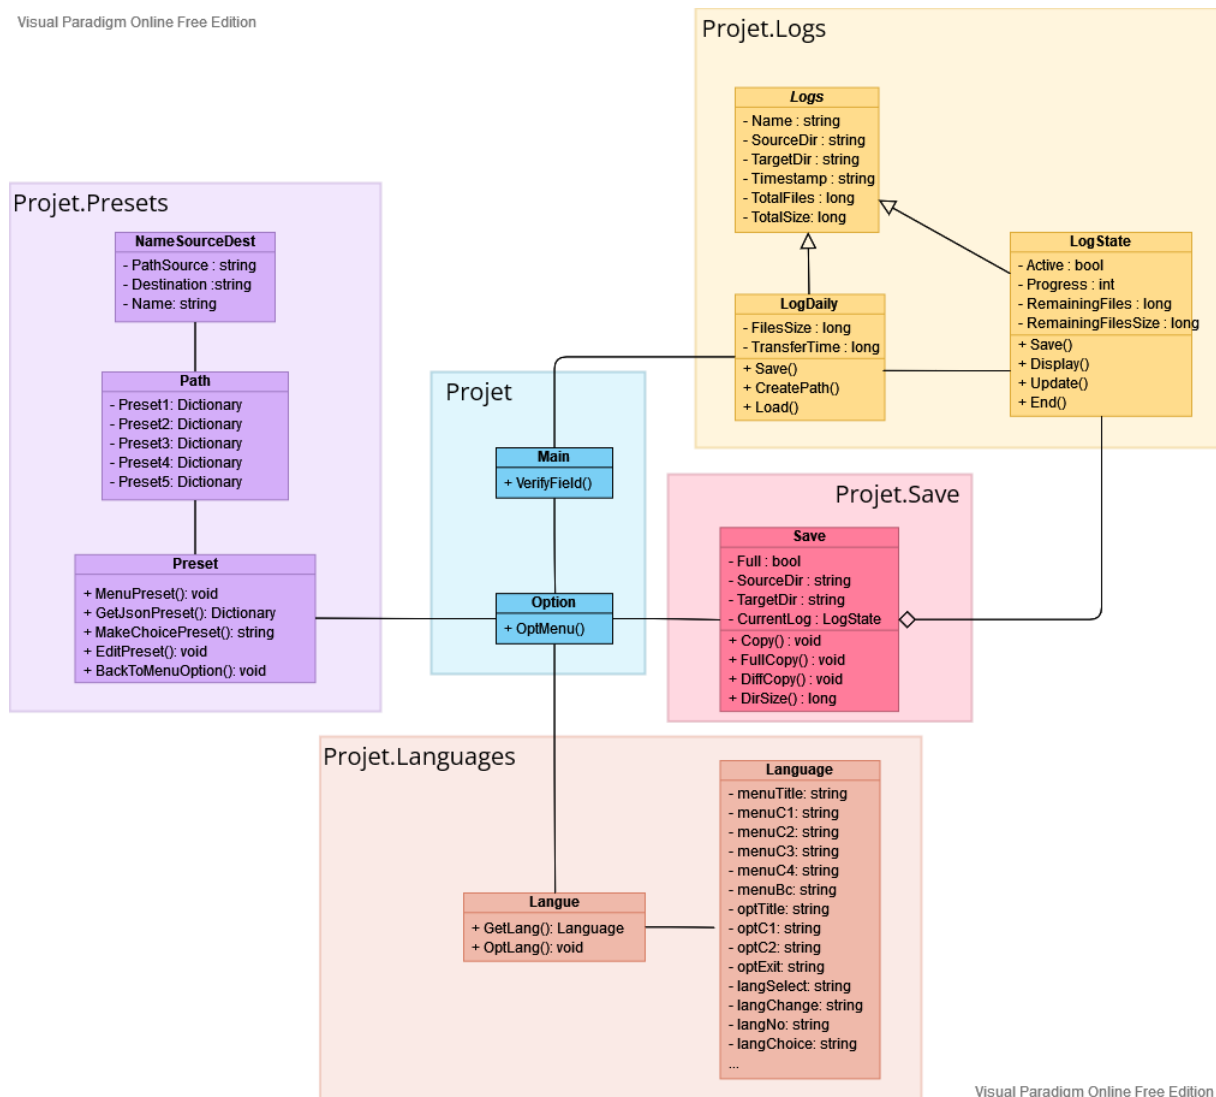 Visual Paradigm Online Free Edition
Projet.Logs
Logs
- Name : string
- SourceDir : string
- TargetDir : string
- Timestamp : string
- TotalFiles : long
- TotalSize: long
LogState
- Active : bool
- Progress : int
- RemainingFiles : long
- RemainingFilesSize : long
+ Save()
+ Display()
+ Update()
+ End()
LogDaily
- FilesSize : long
- TransferTime : long
+ Save()
+ CreatePath()
+ Load()
Projet.Presets
NameSourceDest
- PathSource : string
- Destination :string
- Name: string
Path
- Preset1: Dictionary
- Preset2: Dictionary
- Preset3: Dictionary
- Preset4: Dictionary
- Preset5: Dictionary
Preset
+ MenuPreset(): void
+ GetJsonPreset(): Dictionary
+ MakeChoicePreset(): string
+ EditPreset(): void
+ BackToMenuOption(): void
Projet
Main
+ VerifyField()
Option
+ OptMenu()
Projet.Save
Save
- Full : bool
- SourceDir : string
- TargetDir : string
- CurrentLog : LogState
+ Copy() : void
+ FullCopy() : void
+ DiffCopy() : void
+ DirSize() : long
Projet.Languages
Langue
+ GetLang(): Language
+ OptLang(): void
Language
- menuTitle: string
- menuC1: string
- menuC2: string
- menuC3: string
- menuC4: string
- menuBc: string
- optTitle: string
- optC1: string
- optC2: string
- optExit: string
- langSelect: string
- langChange: string
- langNo: string
- langChoice: string
...
Visual Paradigm Online Free Edition